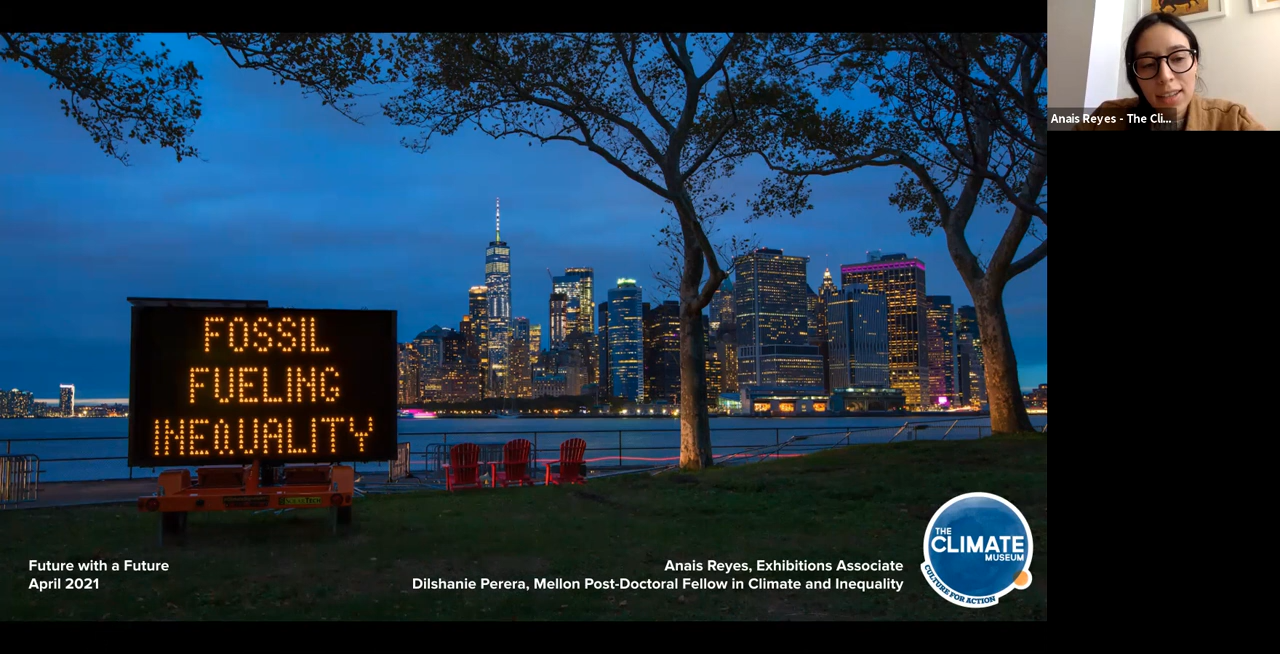 FOSSIL
FUELING
INEQUALITY
Future with a Future
April 2021
Anais Reyes, Exhibitions Associate
Dilshanie Perera, Mellon Post-Doctoral Fellow in Climate and Inequality
THE
CLIMATE
MUSEUM
CULTURE FOR ACTION
Anais Reyes - The Cli...